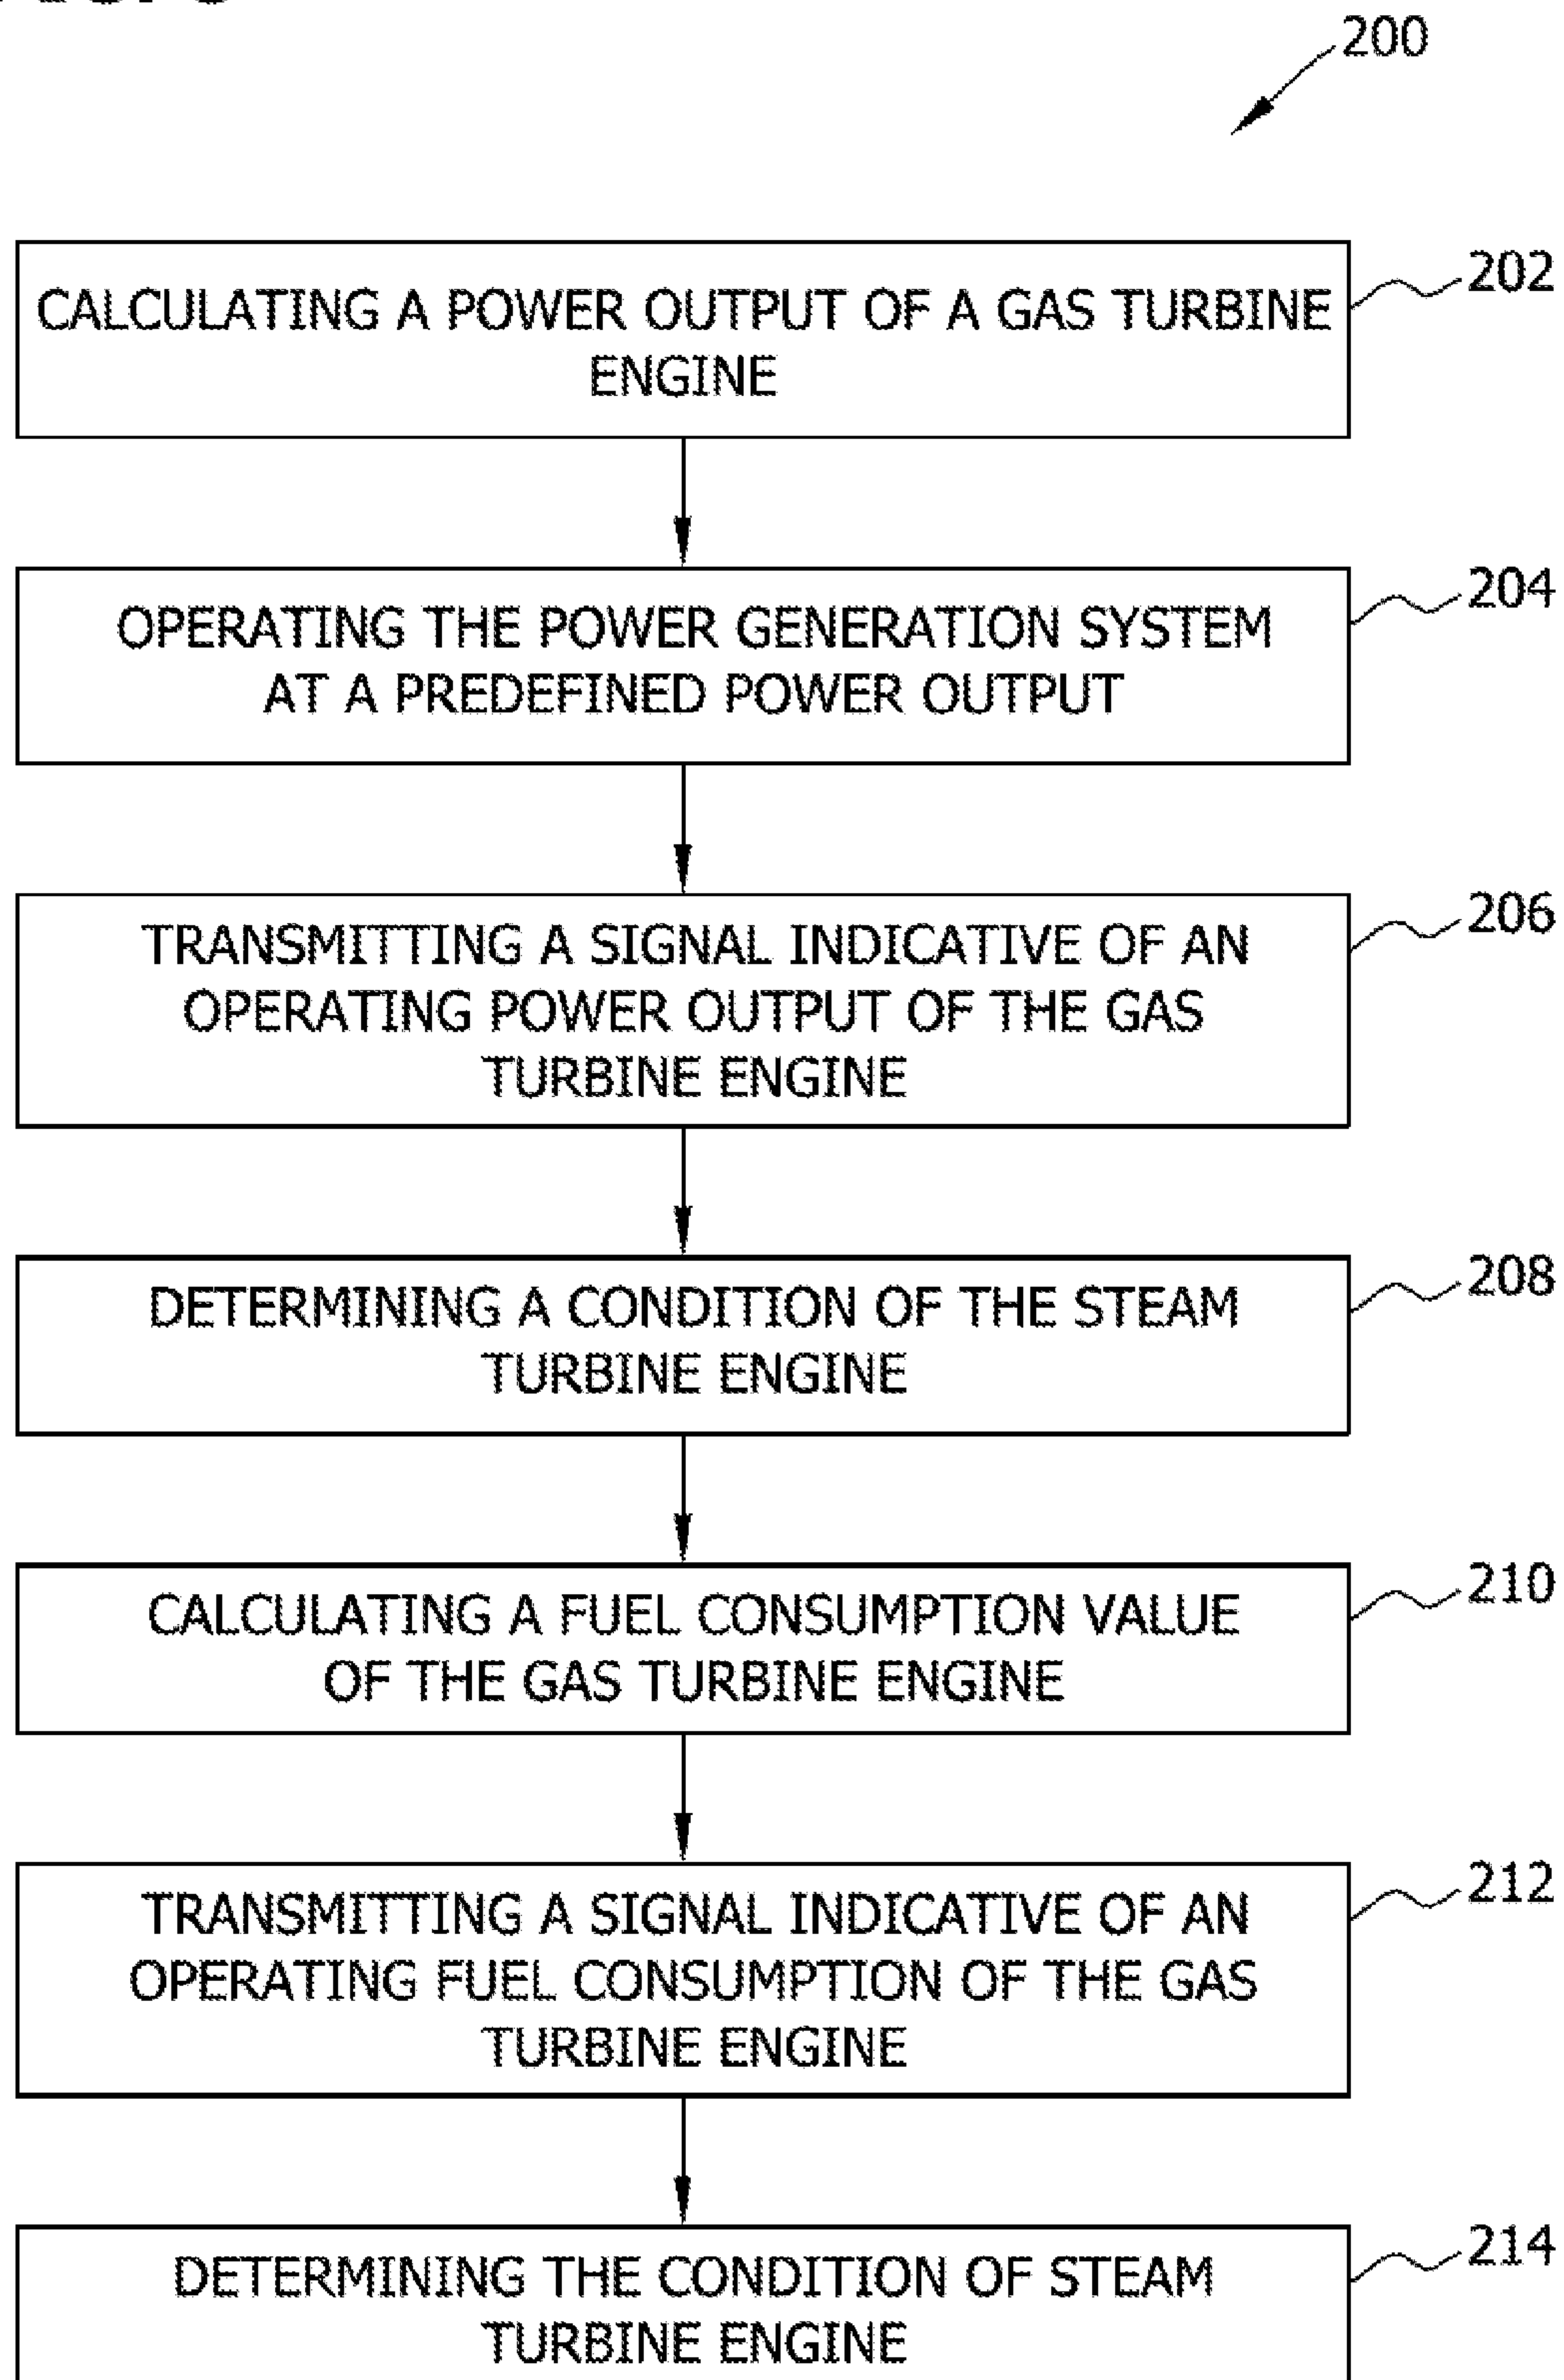 200
CALCULATING A POWER OUTPUT OF A GAS TURBINE
ENGINE
202
OPERATING THE POWER GENERATION SYSTEM
AT A PREDEFINED POWER OUTPUT
204
TRANSMITTING A SIGNAL INDICATIVE OF AN
OPERATING POWER OUTPUT OF THE GAS
TURBINE ENGINE
206
DETERMINING A CONDITION OF THE STEAM
TURBINE ENGINE
208
CALCULATING A FUEL CONSUMPTION VALUE
OF THE GAS TURBINE ENGINE
210
TRANSMITTING A SIGNAL INDICATIVE OF AN
OPERATING FUEL CONSUMPTION OF THE GAS
TURBINE ENGINE
212
DETERMINING THE CONDITION OF STEAM
TURBINE ENGINE
214